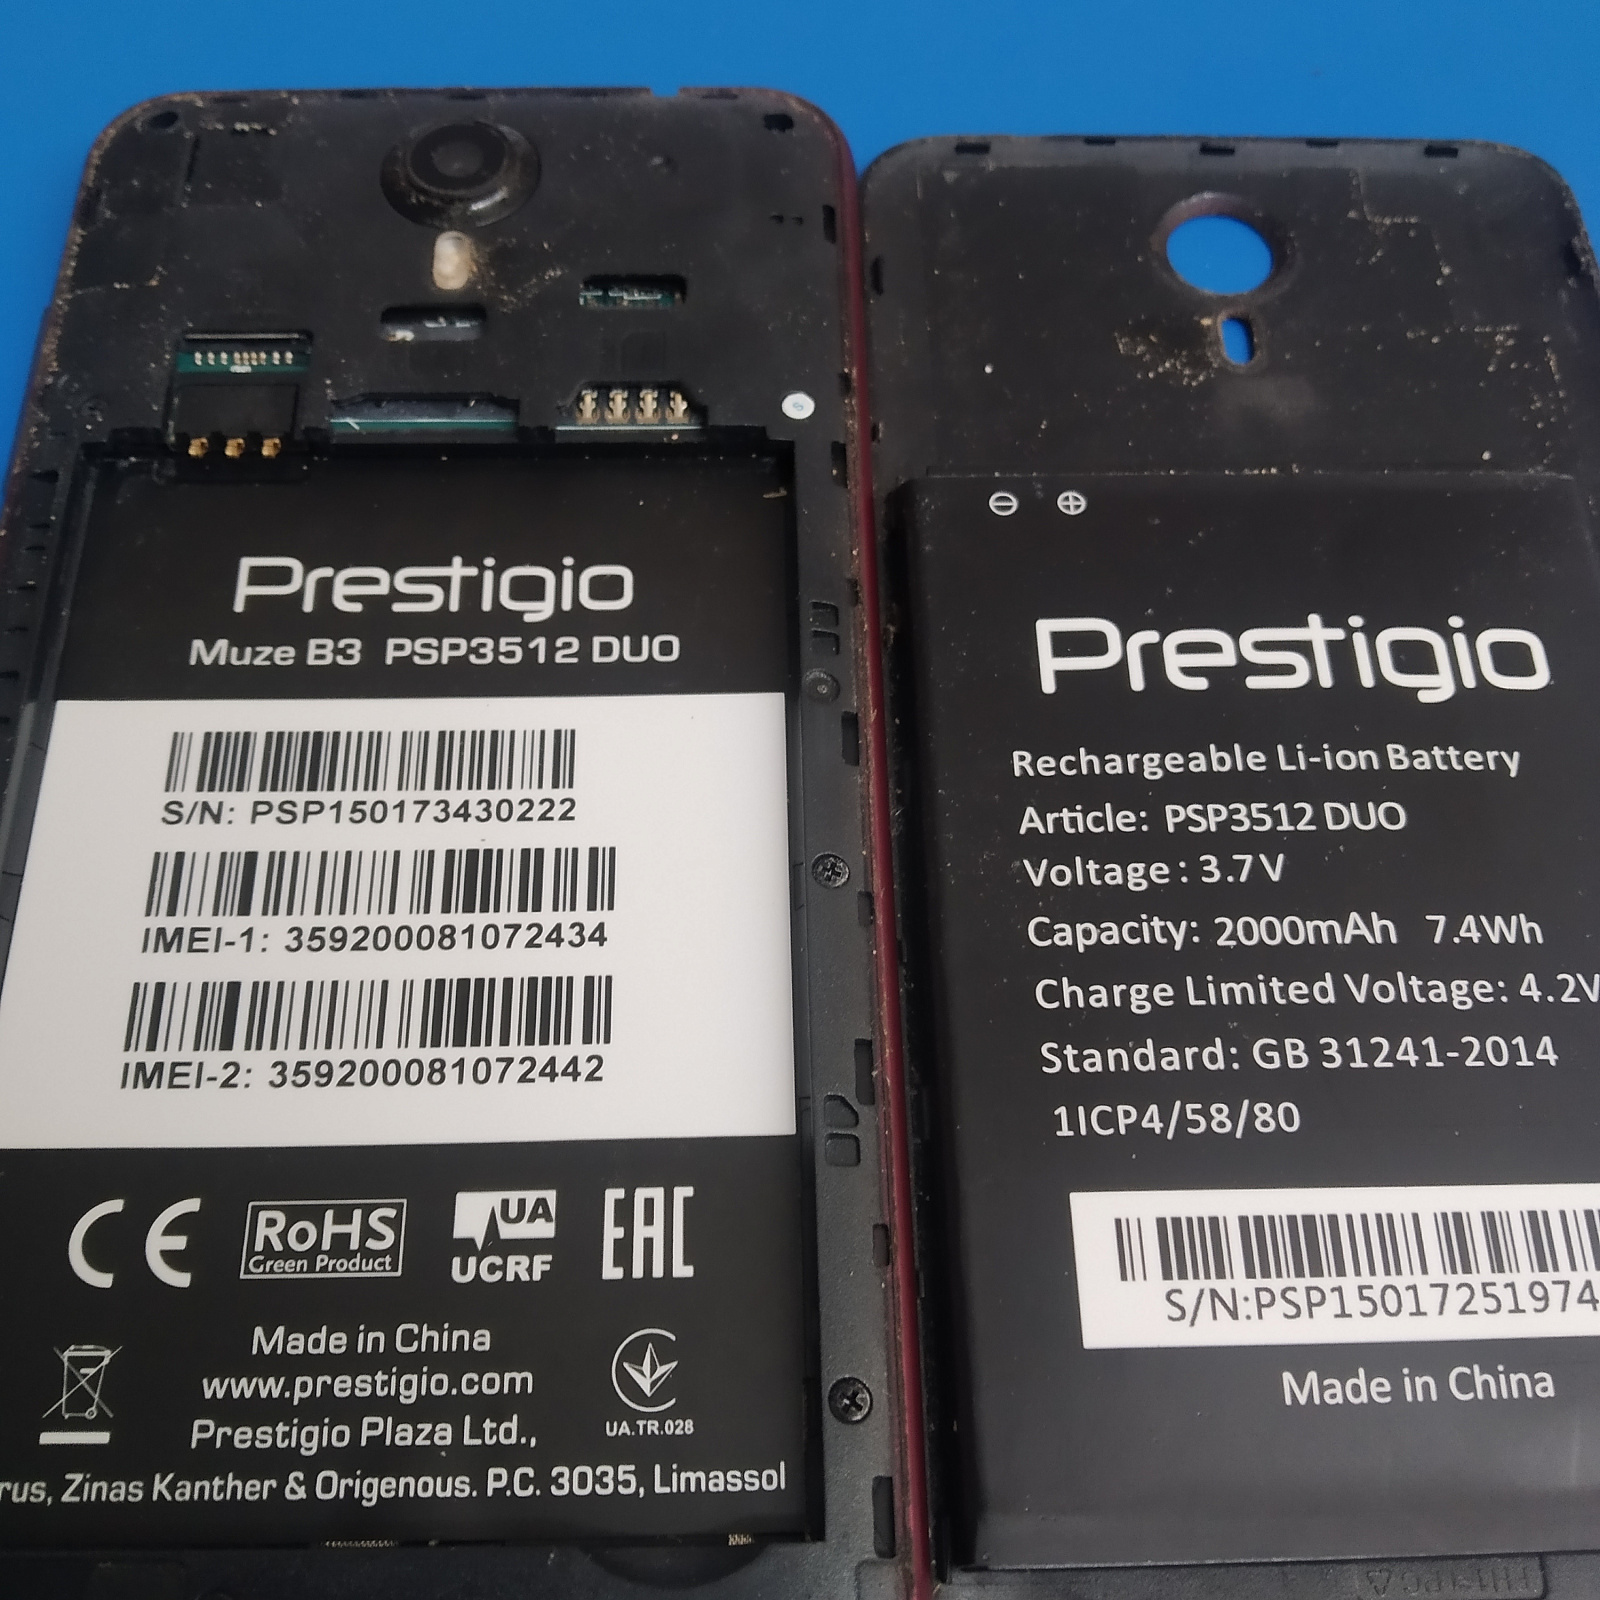 Prestigio
Muze B3 PSP3512 DUO
S/N: PSP150173430222
IMEI-1: 359200081072434
IMEI-2: 359200081072442
CE
RoHS
Green Product
UA
UCRF
EAC
Made in China
www.prestigio.com
Prestigio Plaza Ltd.,
UA.TR.028
rus, Zinas Kanther & Origenous. P.C. 3035, Limassol
Prestigio
Rechargeable Li-ion Battery
Article: PSP3512 DUO
Voltage: 3.7V
Capacity: 2000mAh 7.4Wh
Charge Limited Voltage: 4.2V
Standard: GB 31241-2014
1ICP4/58/80
S/N:PSP15017251974
Made in China